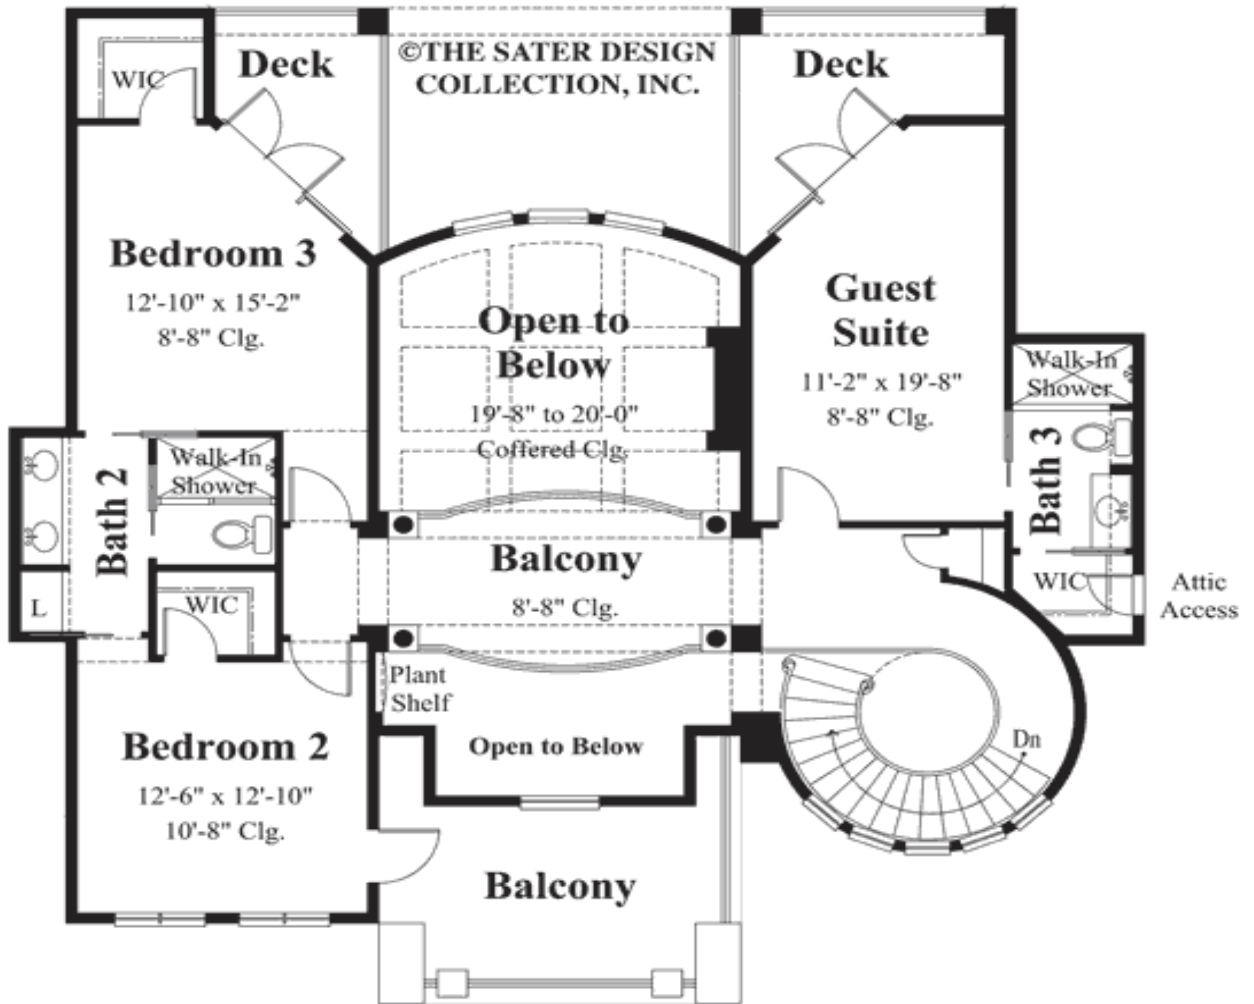 Deck
©THE SATER DESIGN
COLLECTION, INC.
Deck
WIC
Bedroom 3
12'-10" x 15'-2"
8'-8" Clg.
Open to
Below
19'-8" to 20'-0"
Coffered Clg.
Guest
Suite
11'-2" x 19'-8"
8'-8" Clg.
Walk-In
Shower
Bath 3
WIC
Attic
Access
Walk-In
Shower
Bath 2
L
WIC
Balcony
8'-8" Clg.
Plant
Shelf
Open to Below
Dn
Bedroom 2
12'-6" x 12'-10"
10'-8" Clg.
Balcony